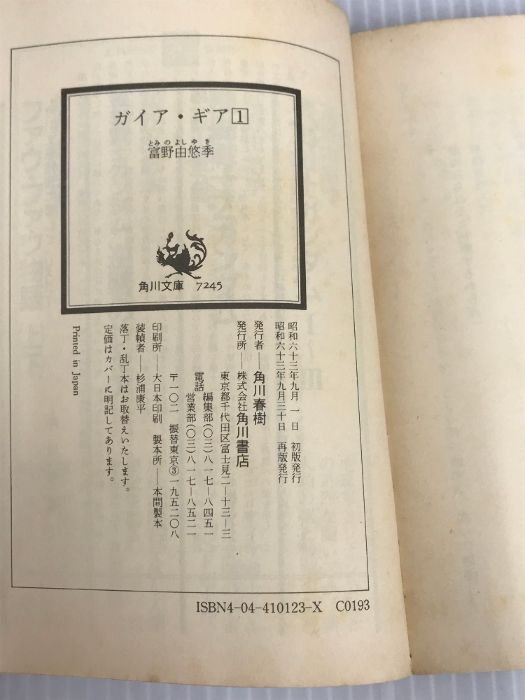 ガイア・ギア1
とみのよしゆき
富野由悠季
角川文庫 7245
昭和六十三年九月一日 初版発行
昭和六十三年九月三十日 再版発行
発行者―角川春樹
発行所 株式会社角川書店
東京都千代田区富士見二―十三―三
電話 編集部(〇三)八一七―八四五一
営業部(〇三)八一七―八五二一
〒一〇二 振替東京③一九五二〇八
印刷所―大日本印刷 製本所―本間製本
装幀者―杉浦康平
落丁・乱丁本はお取替えいたします。
定価はカバーに明記してあります。
Printed in Japan
ISBN4-04-410123-X C0193